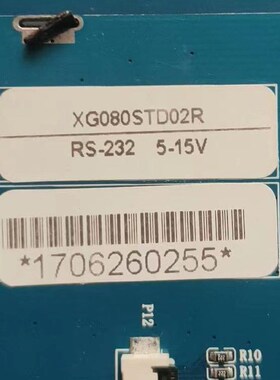 XG080STD02R
RS-232 5-15V
*1706260255*
P12
R10
R11